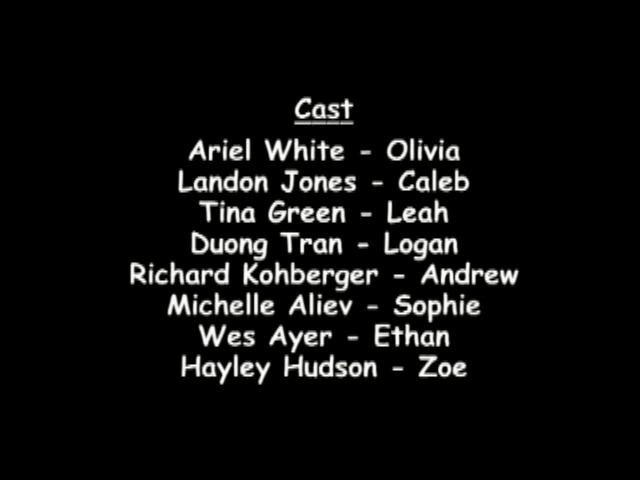 Cast
Ariel White - Olivia
Landon Jones - Caleb
Tina Green - Leah
Duong Tran - Logan
Richard Kohberger - Andrew
Michelle Aliev - Sophie
Wes Ayer - Ethan
Hayley Hudson - Zoe